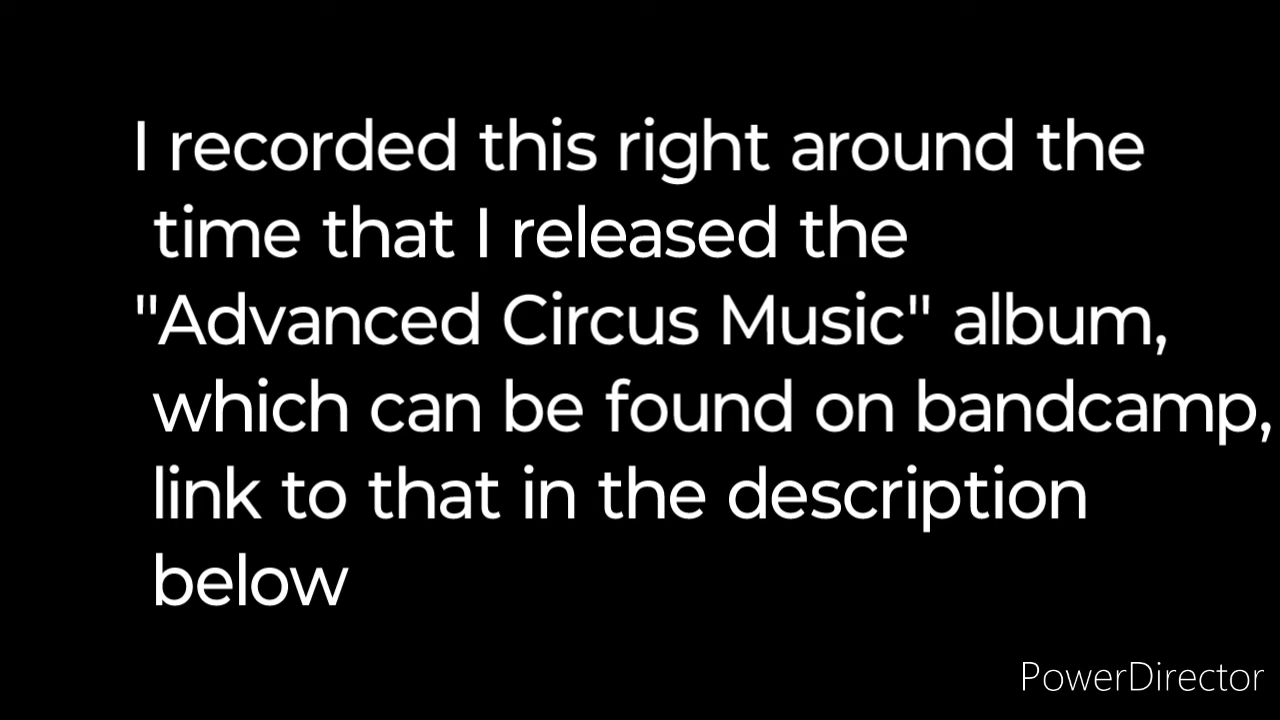 I recorded this right around the
time that I released the
"Advanced Circus Music" album,
which can be found on bandcamp,
link to that in the description
below
PowerDirector